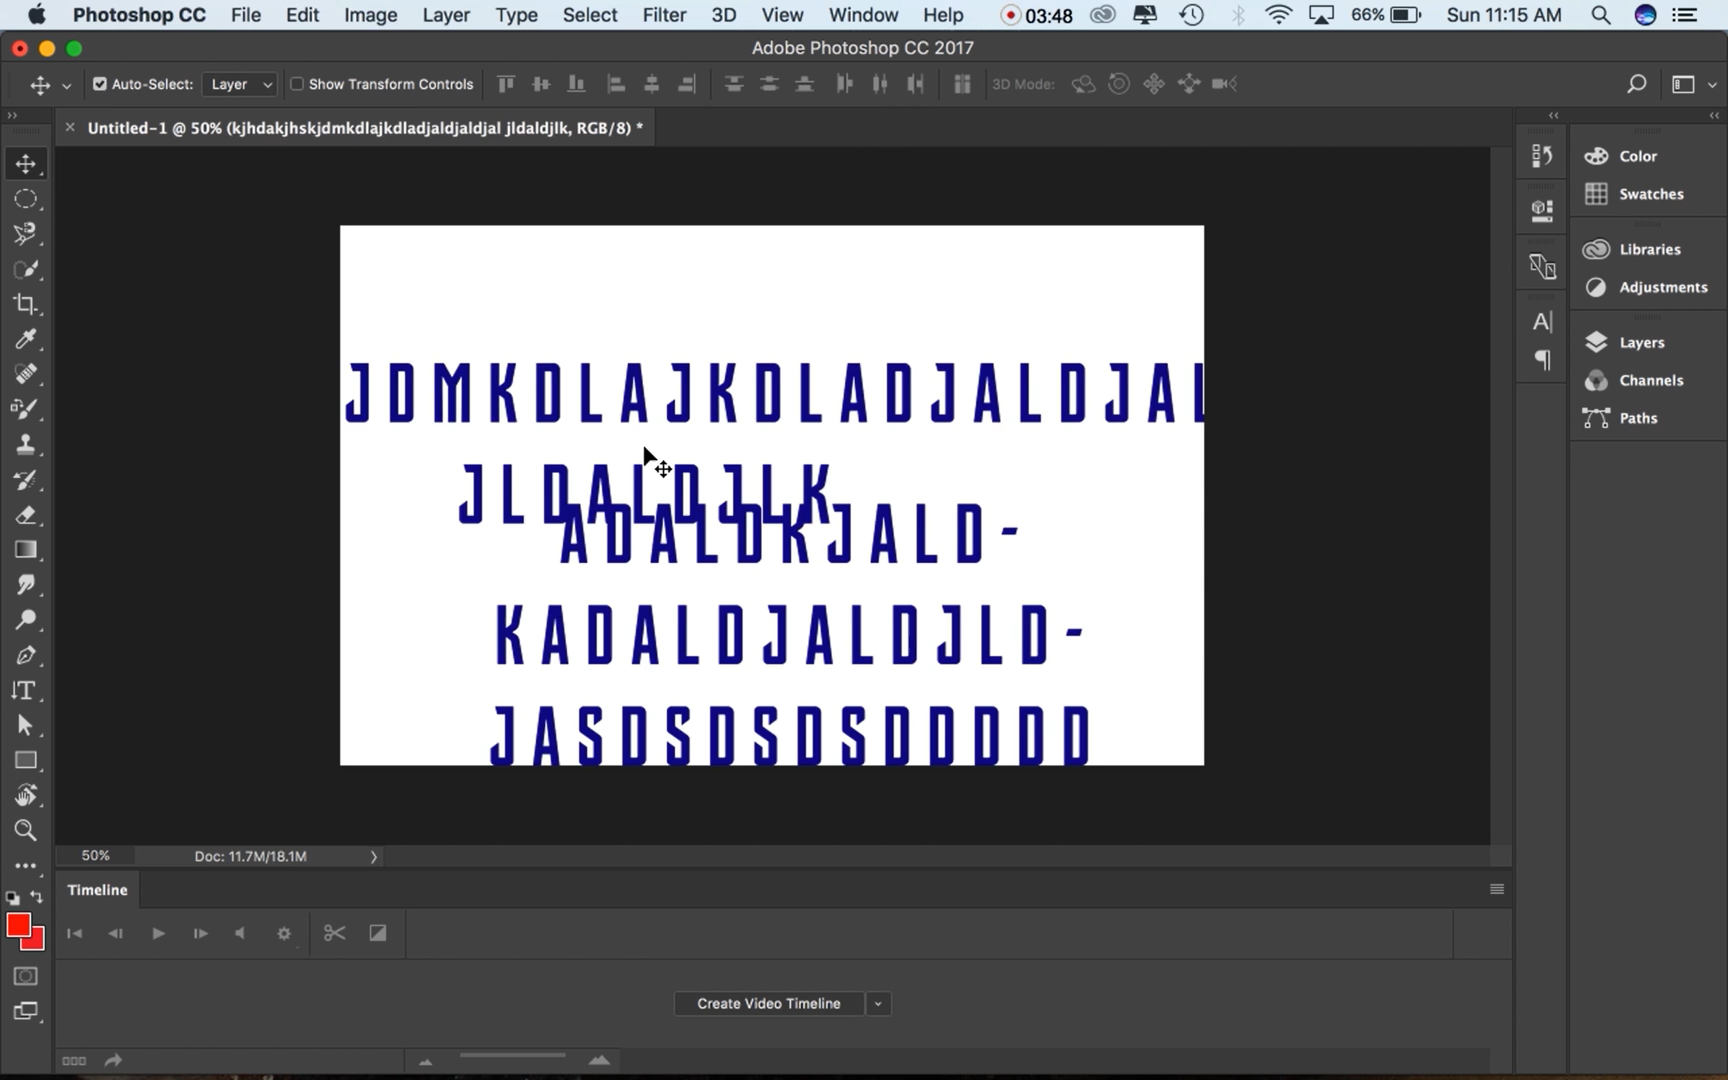 Photoshop CC File Edit Image Layer Type Select Filter 3D View Window Help 03:48 66% Sun 11:15 AM
Adobe Photoshop CC 2017
Auto-Select: Layer Show Transform Controls 3D Mode:
Untitled-1 @ 50% (kjhdakjhskjdmkdlajkdladjaldjaldjal jldaldjlk, RGB/8) *
Color
Swatches
Libraries
Adjustments
Layers
Channels
Paths
JDMKDLAJKDLADJALDJAL
JLDALDJLK
ADALDKJALD-
KADALDJALDJLD-
JASDSDSDSDDDDD
50% Doc: 11.7M/18.1M
Timeline
Create Video Timeline